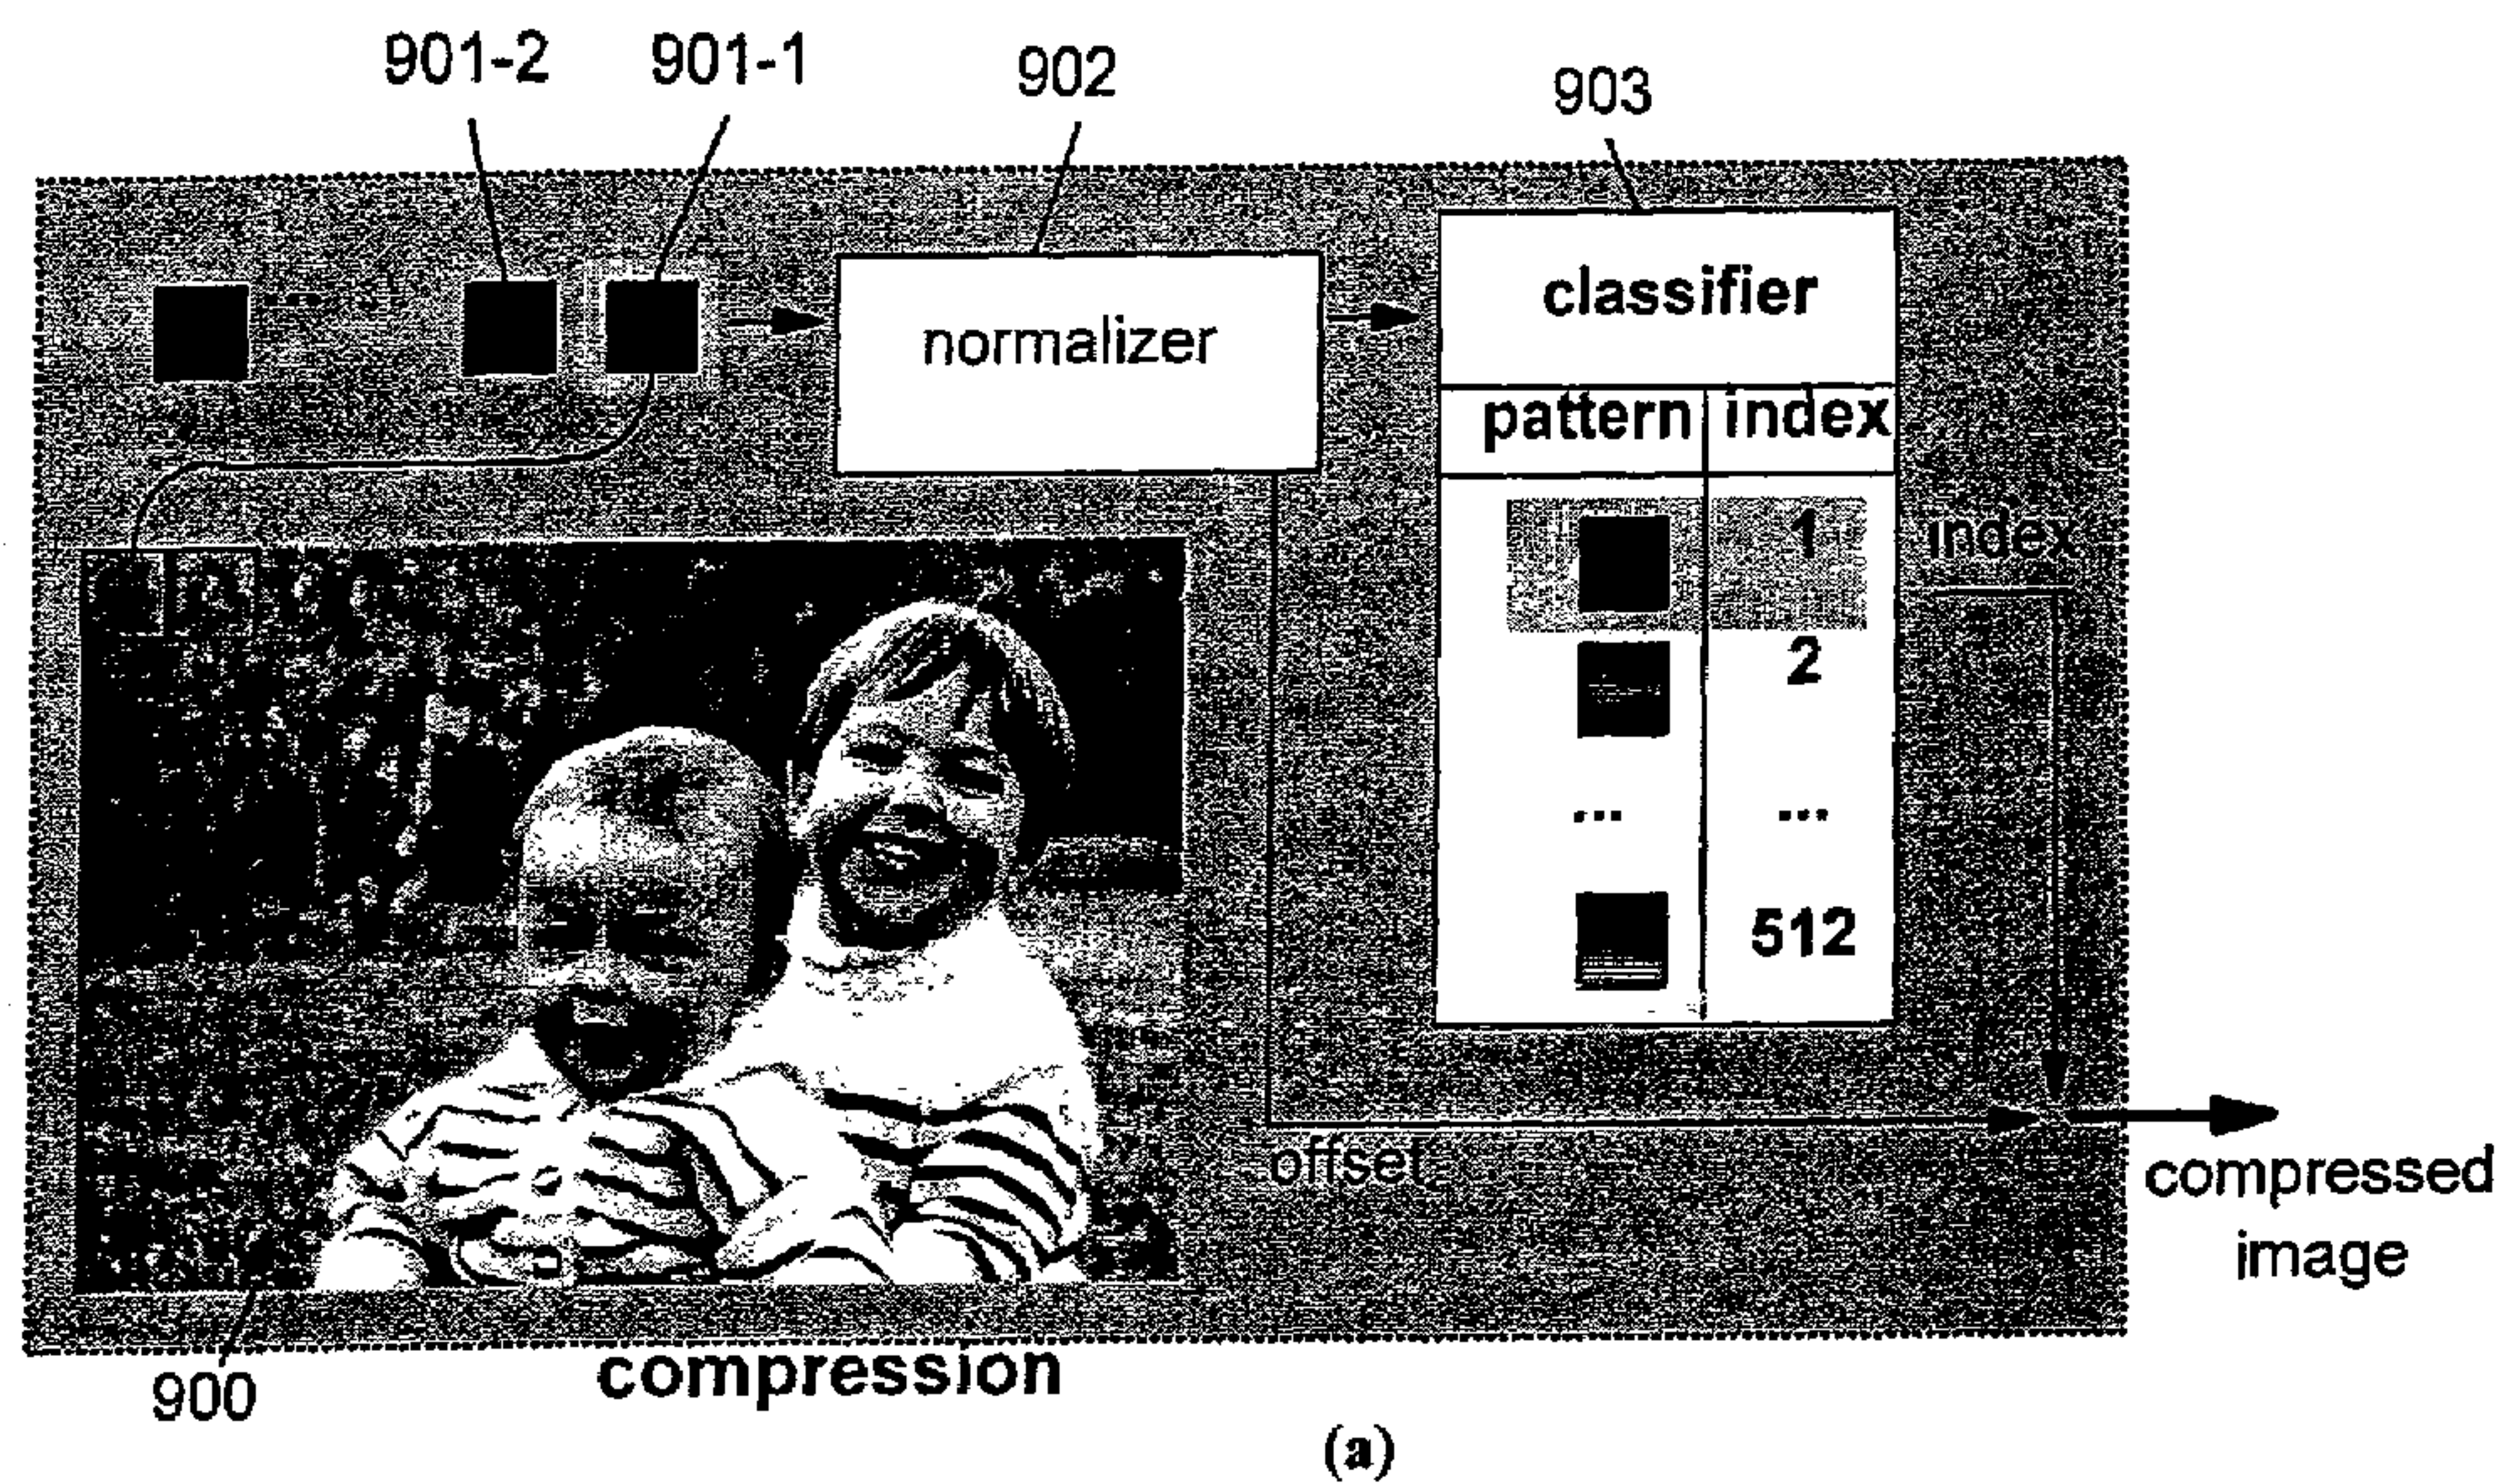 901-2 901-1 902 903
normalizer
classifier
pattern index
1
2
... ...
512
index
offset
compressed
image
900
compression
(a)